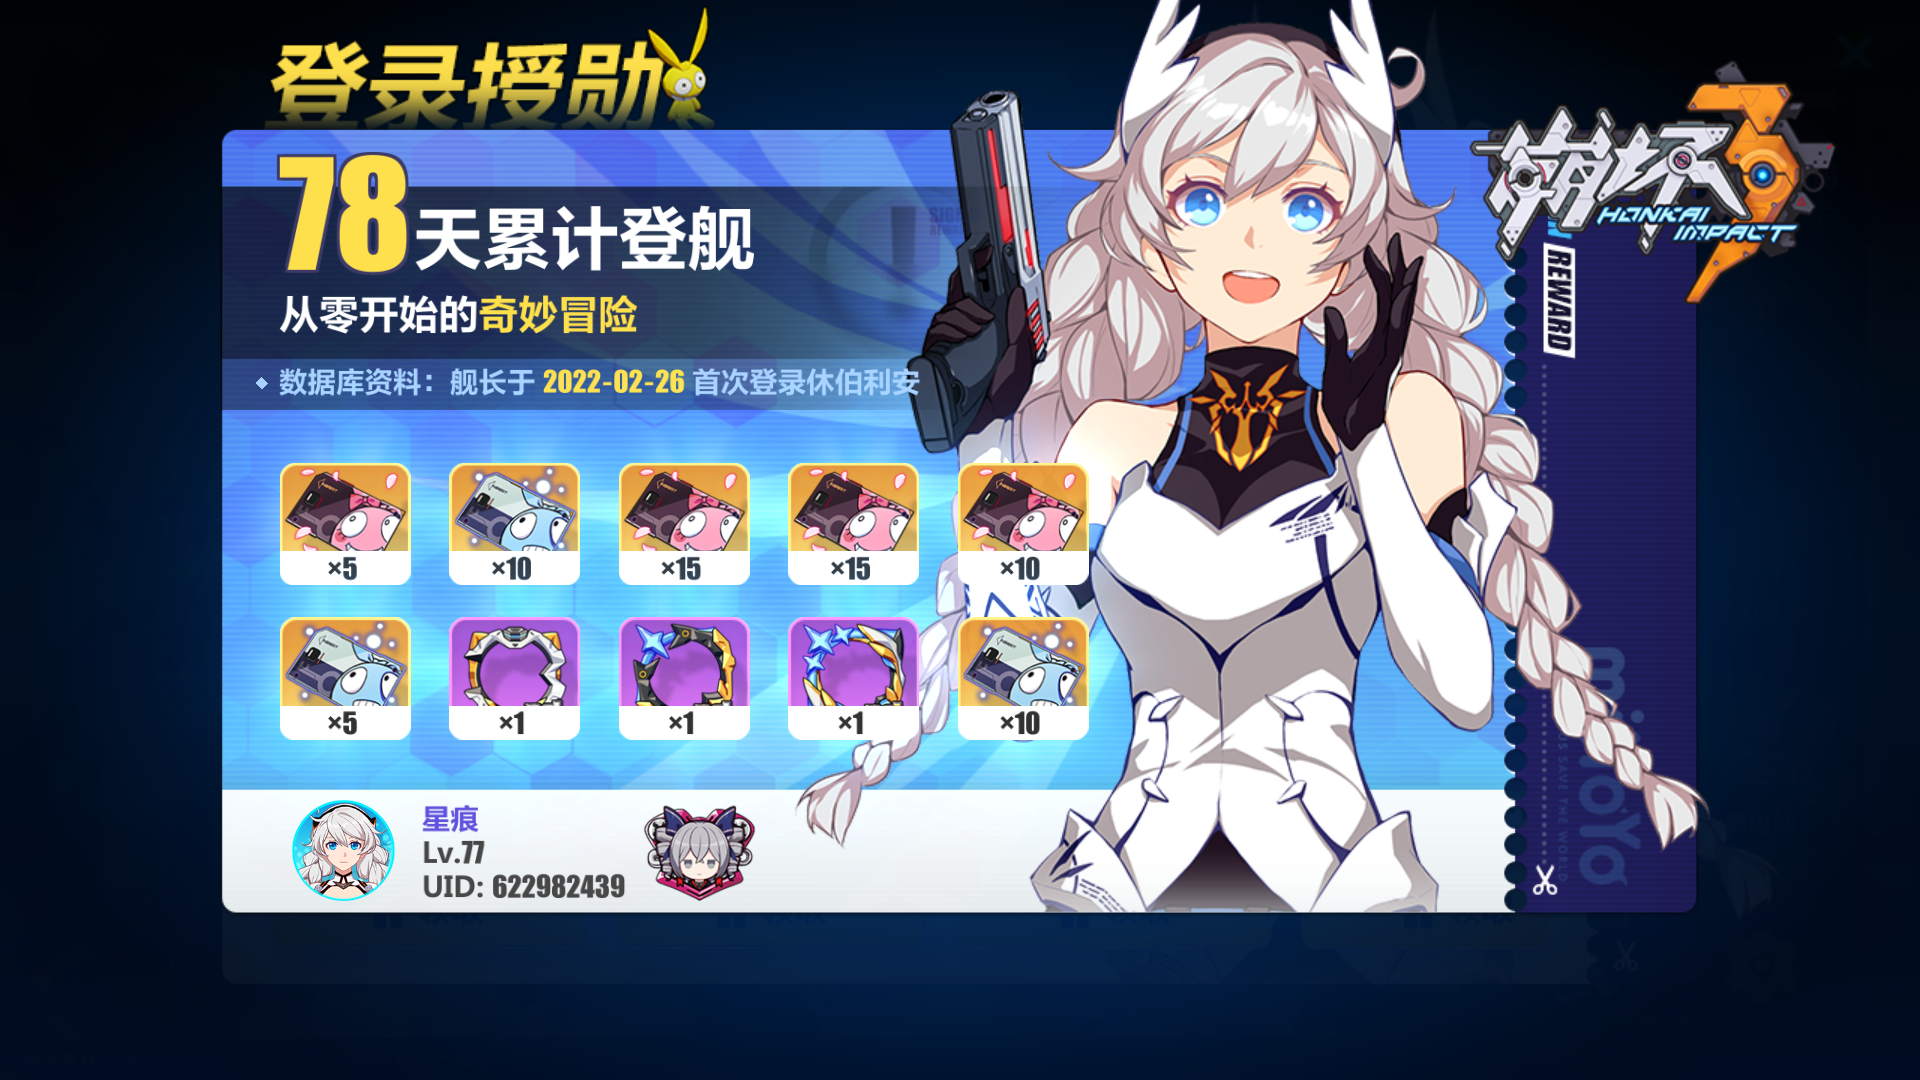 登录授勋
78天累计登舰
从零开始的奇妙冒险
数据库资料：舰长于 2022-02-26 首次登录休伯利安
崩坏3
HONKAI
IMPACT
REWARD
×5
×10
×15
×15
×10
×5
×1
×1
×1
×10
星痕
Lv.77
UID: 622982439